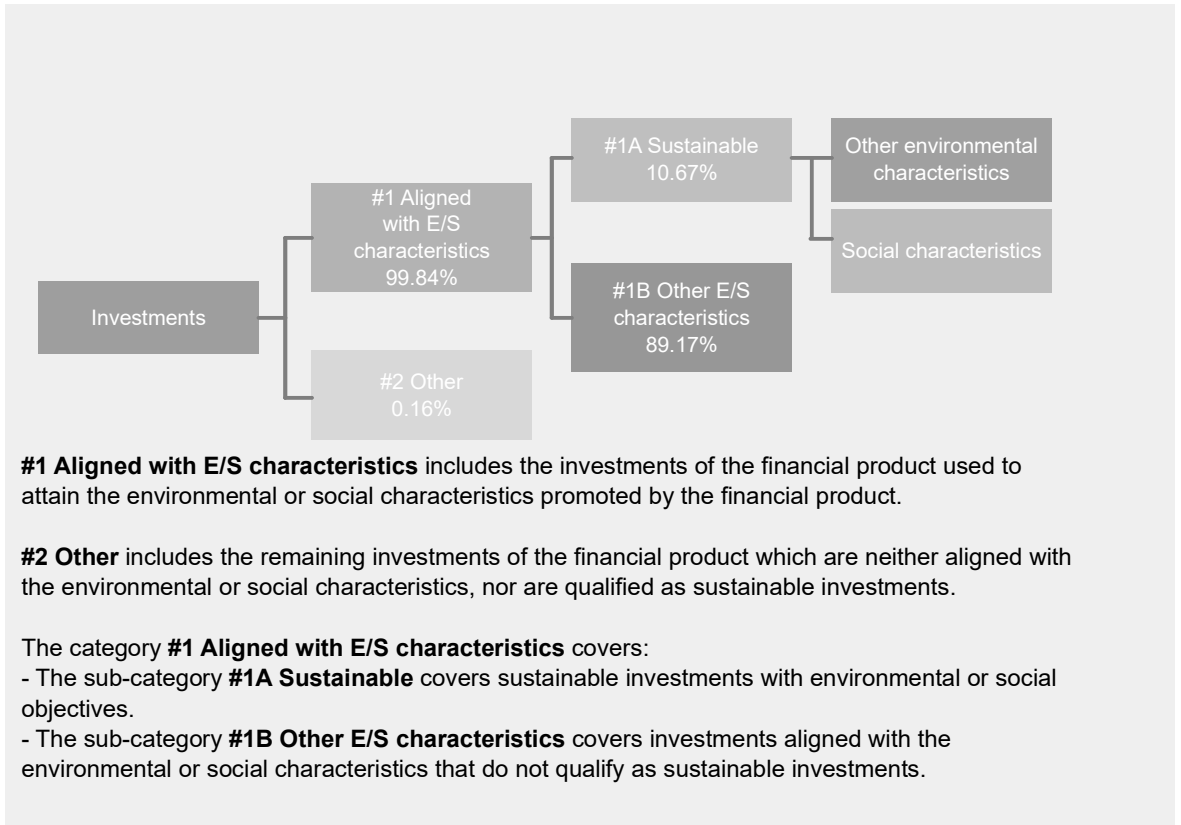 #1A Sustainable
10.67%
Other environmental
characteristics
#1 Aligned
with E/S
characteristics
99.84%
Social characteristics
Investments
#1B Other E/S
characteristics
89.17%
#2 Other
0.16%
#1 Aligned with E/S characteristics includes the investments of the financial product used to
attain the environmental or social characteristics promoted by the financial product.
#2 Other includes the remaining investments of the financial product which are neither aligned with
the environmental or social characteristics, nor are qualified as sustainable investments.
The category #1 Aligned with E/S characteristics covers:
- The sub-category #1A Sustainable covers sustainable investments with environmental or social
objectives.
- The sub-category #1B Other E/S characteristics covers investments aligned with the
environmental or social characteristics that do not qualify as sustainable investments.